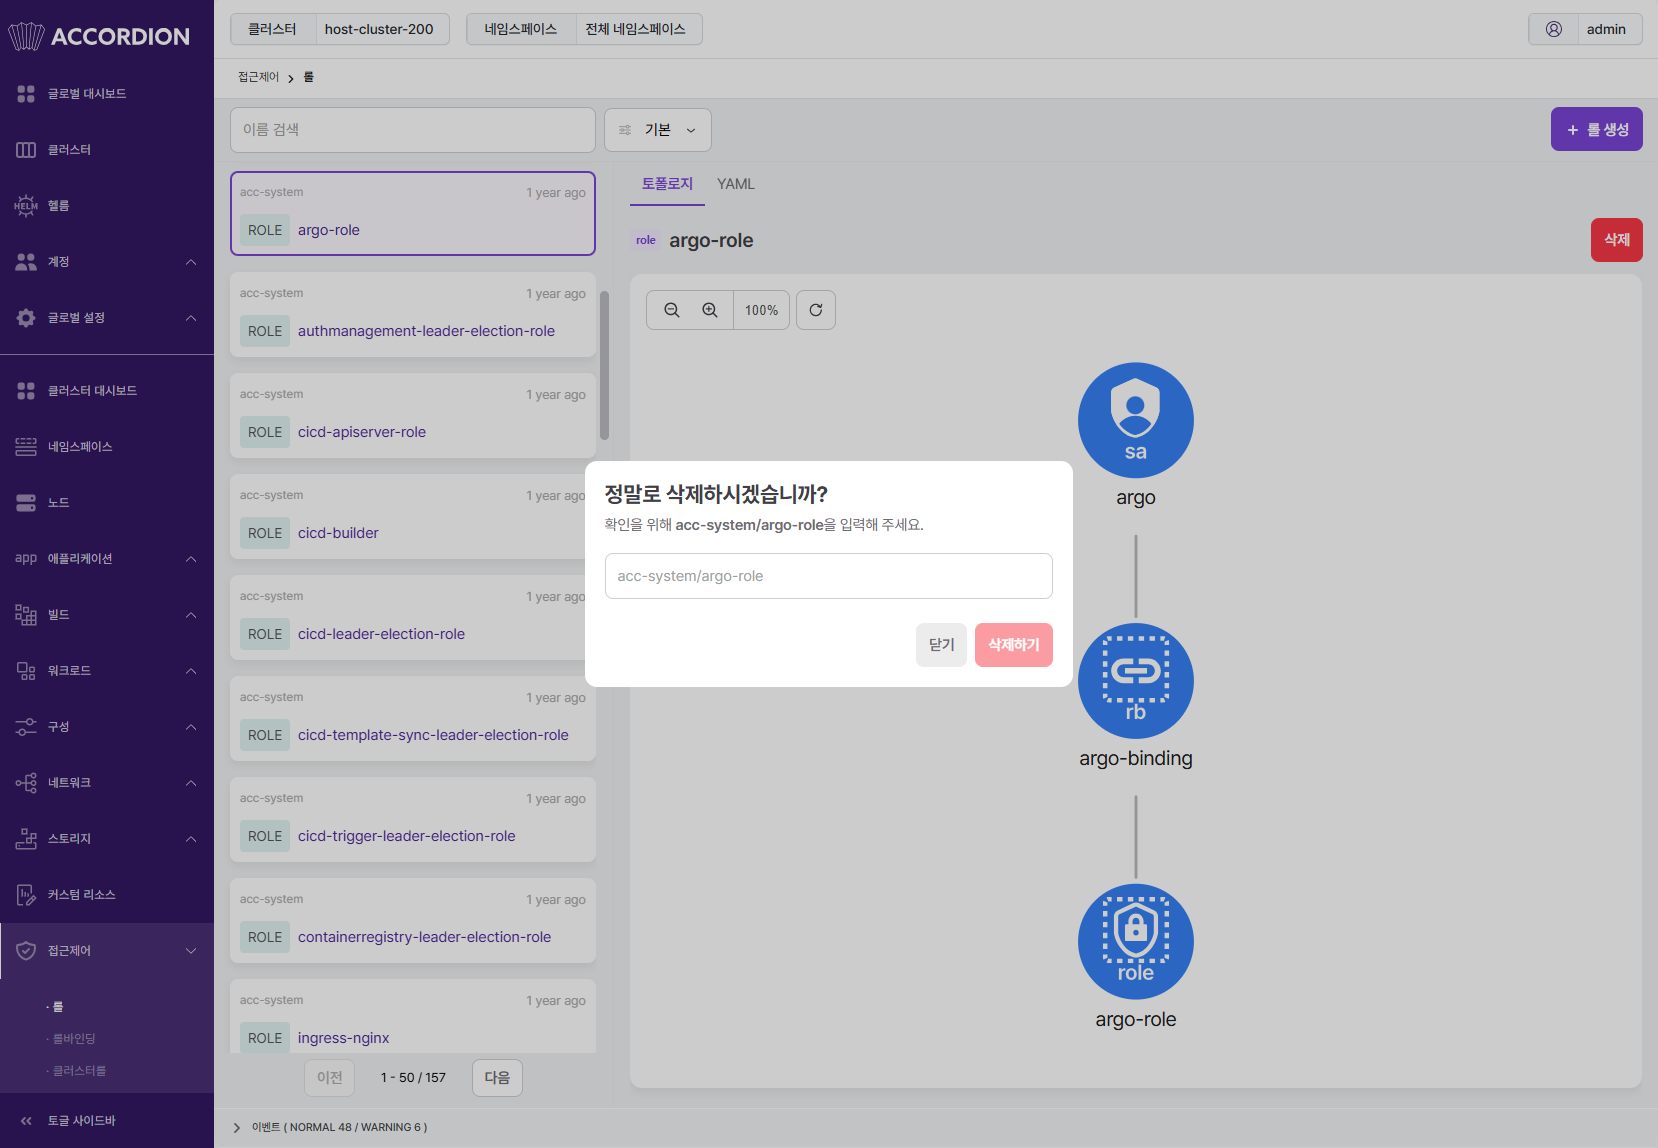 ACCORDION
글로벌 대시보드
클러스터
HELM 헬름
계정
글로벌 설정
클러스터 대시보드
네임스페이스
노드
app 애플리케이션
빌드
워크로드
구성
네트워크
스토리지
커스텀 리소스
접근제어
· 롤
· 롤바인딩
· 클러스터롤
토글 사이드바
클러스터 host-cluster-200 네임스페이스 전체 네임스페이스 admin
접근제어 롤
이름 검색 기본 + 롤 생성
acc-system 1 year ago
ROLE argo-role
acc-system 1 year ago
ROLE authmanagement-leader-election-role
acc-system 1 year ago
ROLE cicd-apiserver-role
acc-system 1 year ago
ROLE cicd-builder
acc-system 1 year ago
ROLE cicd-leader-election-role
acc-system 1 year ago
ROLE cicd-template-sync-leader-election-role
acc-system 1 year ago
ROLE cicd-trigger-leader-election-role
acc-system 1 year ago
ROLE containerregistry-leader-election-role
acc-system 1 year ago
ROLE ingress-nginx
이전 1 - 50 / 157 다음
토폴로지 YAML
role argo-role 삭제
100%
sa
argo
rb
argo-binding
role
argo-role
정말로 삭제하시겠습니까?
확인을 위해 acc-system/argo-role을 입력해 주세요.
acc-system/argo-role
닫기 삭제하기
이벤트 ( NORMAL 48 / WARNING 6 )